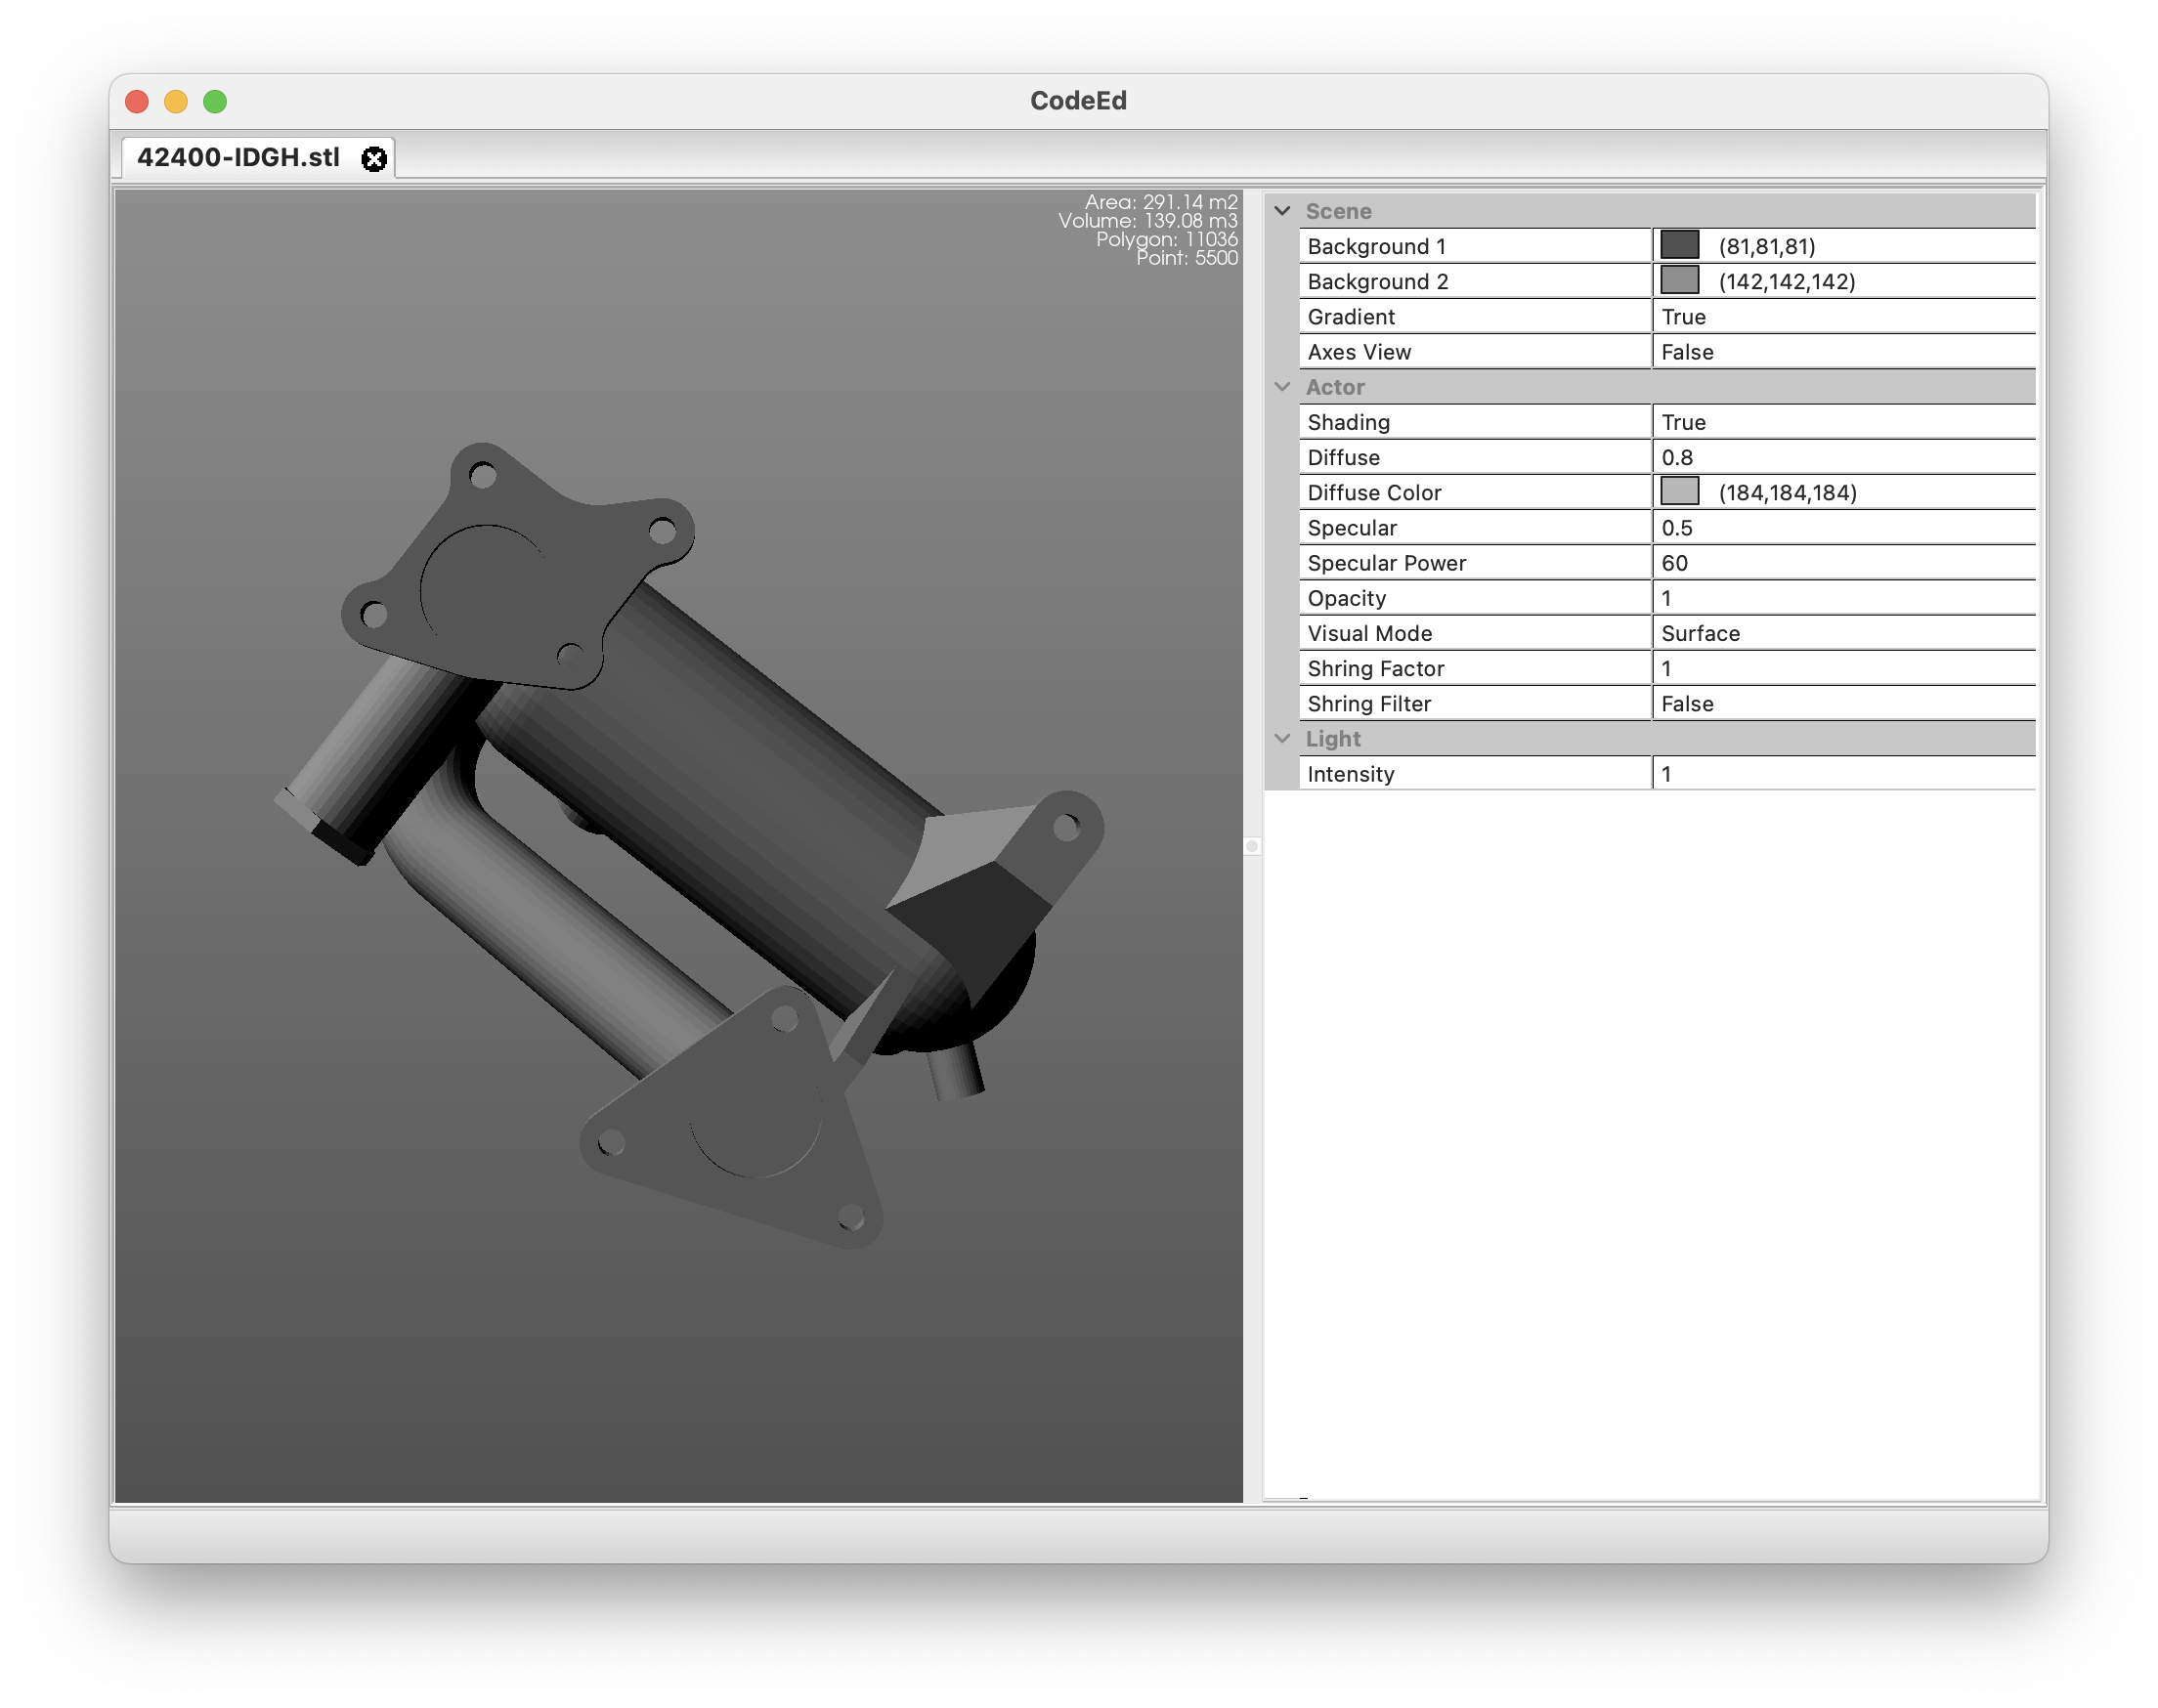 CodeEd
42400-IDGH.stl
Area: 291.14 m2
Volume: 139.08 m3
Polygon: 11036
Point: 5500
Scene
Background 1 (81,81,81)
Background 2 (142,142,142)
Gradient True
Axes View False
Actor
Shading True
Diffuse 0.8
Diffuse Color (184,184,184)
Specular 0.5
Specular Power 60
Opacity 1
Visual Mode Surface
Shring Factor 1
Shring Filter False
Light
Intensity 1